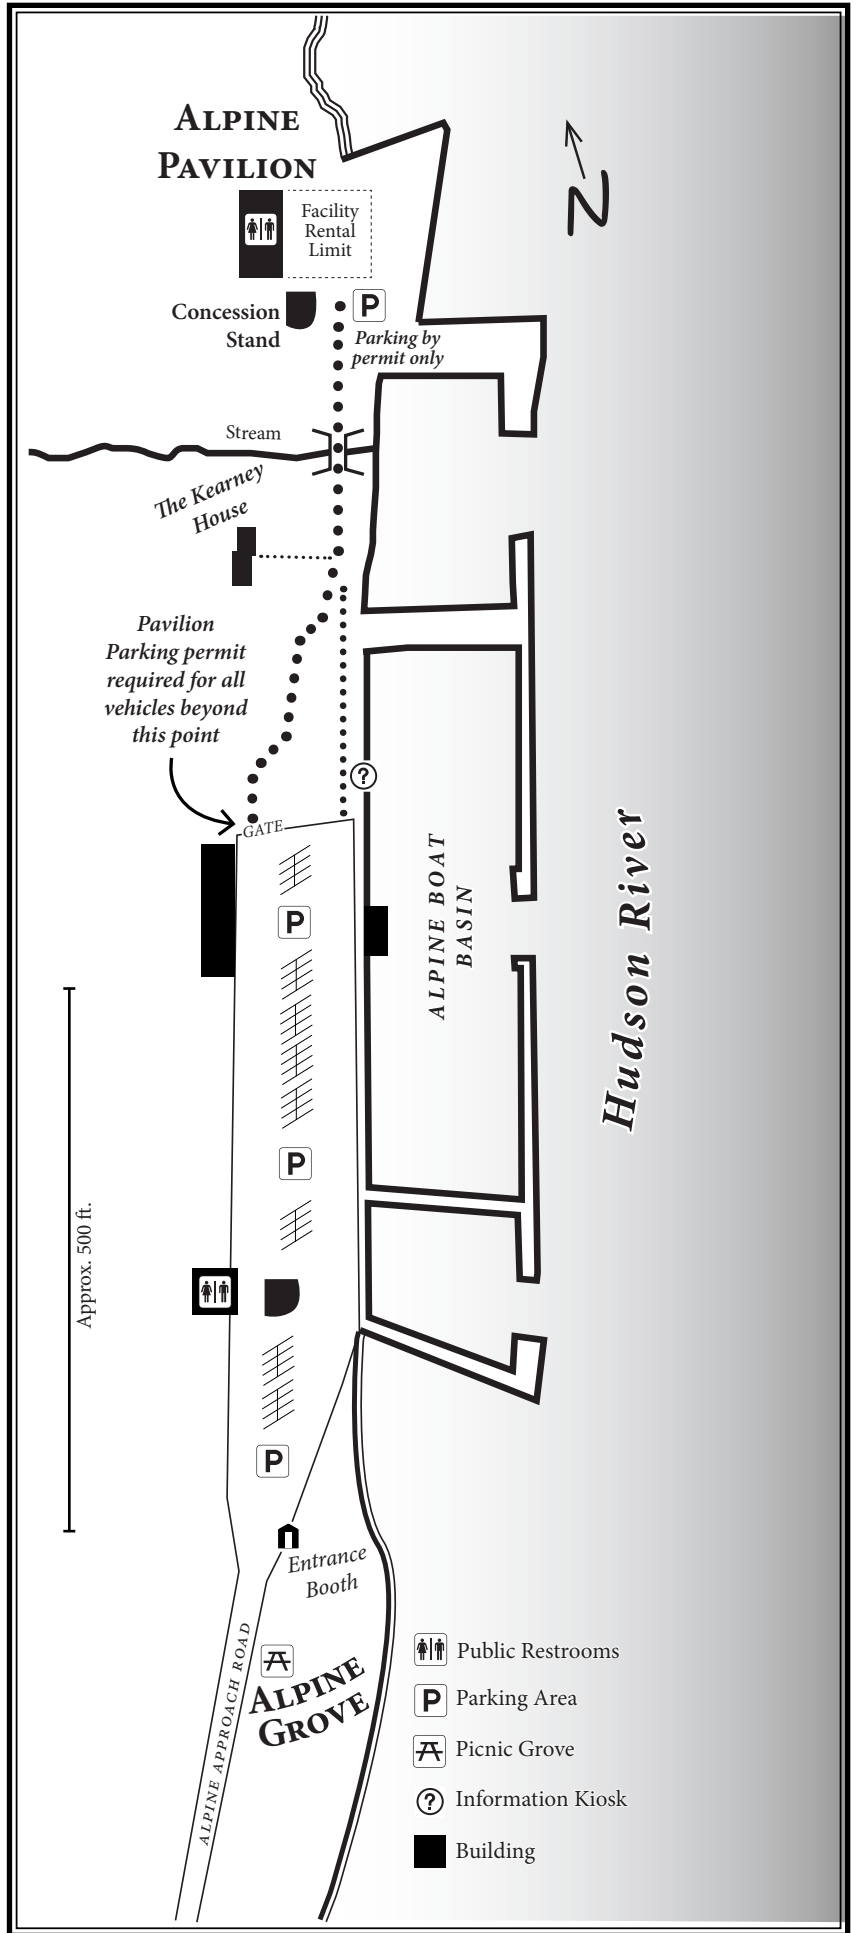 ALPINE
PAVILION
Facility
Rental
Limit
N
Concession
Stand
P
Parking by
permit only
Stream
The Kearney
House
Pavilion
Parking permit
required for all
vehicles beyond
this point
?
GATE
P
ALPINE BOAT
BASIN
Hudson River
P
Approx. 500 ft.
P
Entrance
Booth
ALPINE APPROACH ROAD
ALPINE
GROVE
Public Restrooms
P Parking Area
Picnic Grove
? Information Kiosk
Building